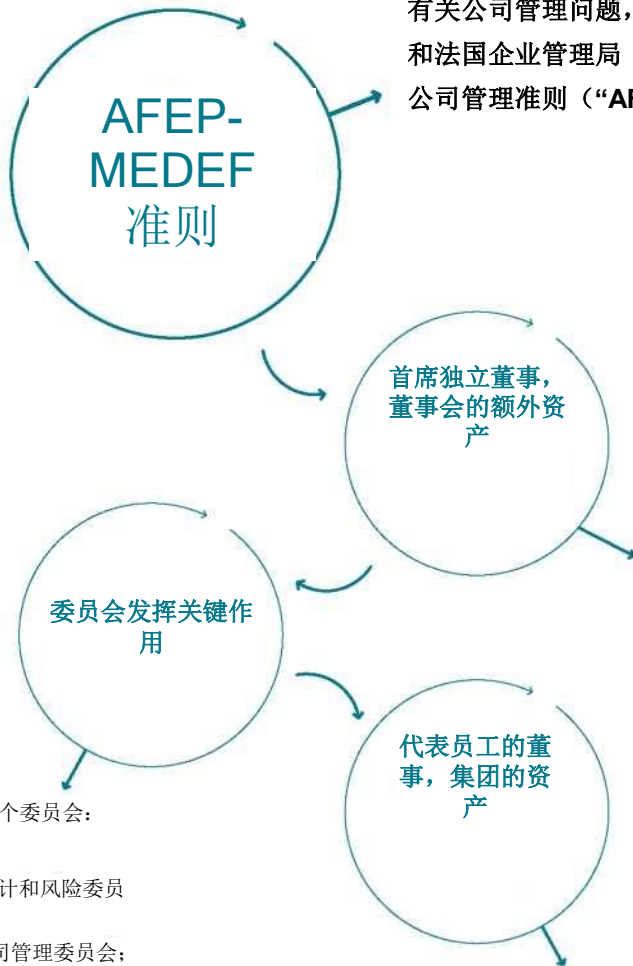 有关公司管理问题，
和法国企业管理局
公司管理准则（“AF
AFEP-
MEDEF
准则
首席独立董事，
董事会的额外资
产
委员会发挥关键作
用
代表员工的董
事，集团的资
产
个委员会：
计和风险委员
司管理委员会；